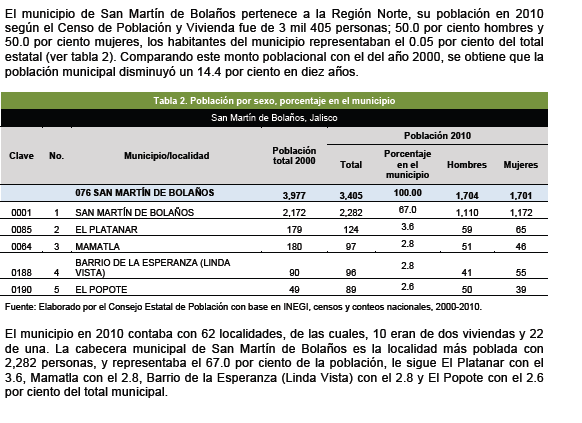 El municipio de San Martín de Bolaños pertenece a la Región Norte, su población en 2010
según el Censo de Población y Vivienda fue de 3 mil 405 personas; 50.0 por ciento hombres y
50.0 por ciento mujeres, los habitantes del municipio representaban el 0.05 por ciento del total
estatal (ver tabla 2). Comparando este monto poblacional con el del año 2000, se obtiene que la
población municipal disminuyó un 14.4 por ciento en diez años.
Tabla 2. Población por sexo, porcentaje en el municipio
San Martín de Bolaños, Jalisco
Clave No. Municipio/localidad Población total 2000 Población 2010
Total Porcentaje en el municipio Hombres Mujeres
076 SAN MARTÍN DE BOLAÑOS 3,977 3,405 100.00 1,704 1,701
0001 1 SAN MARTÍN DE BOLAÑOS 2,172 2,282 67.0 1,110 1,172
0085 2 EL PLATANAR 179 124 3.6 59 65
0064 3 MAMATLA 180 97 2.8 51 46
0188 4 BARRIO DE LA ESPERANZA (LINDA VISTA) 90 96 2.8 41 55
0190 5 EL POPOTE 49 89 2.6 50 39
Fuente: Elaborado por el Consejo Estatal de Población con base en INEGI, censos y conteos nacionales, 2000-2010.
El municipio en 2010 contaba con 62 localidades, de las cuales, 10 eran de dos viviendas y 22
de una. La cabecera municipal de San Martín de Bolaños es la localidad más poblada con
2,282 personas, y representaba el 67.0 por ciento de la población, le sigue El Platanar con el
3.6, Mamatla con el 2.8, Barrio de la Esperanza (Linda Vista) con el 2.8 y El Popote con el 2.6
por ciento del total municipal.